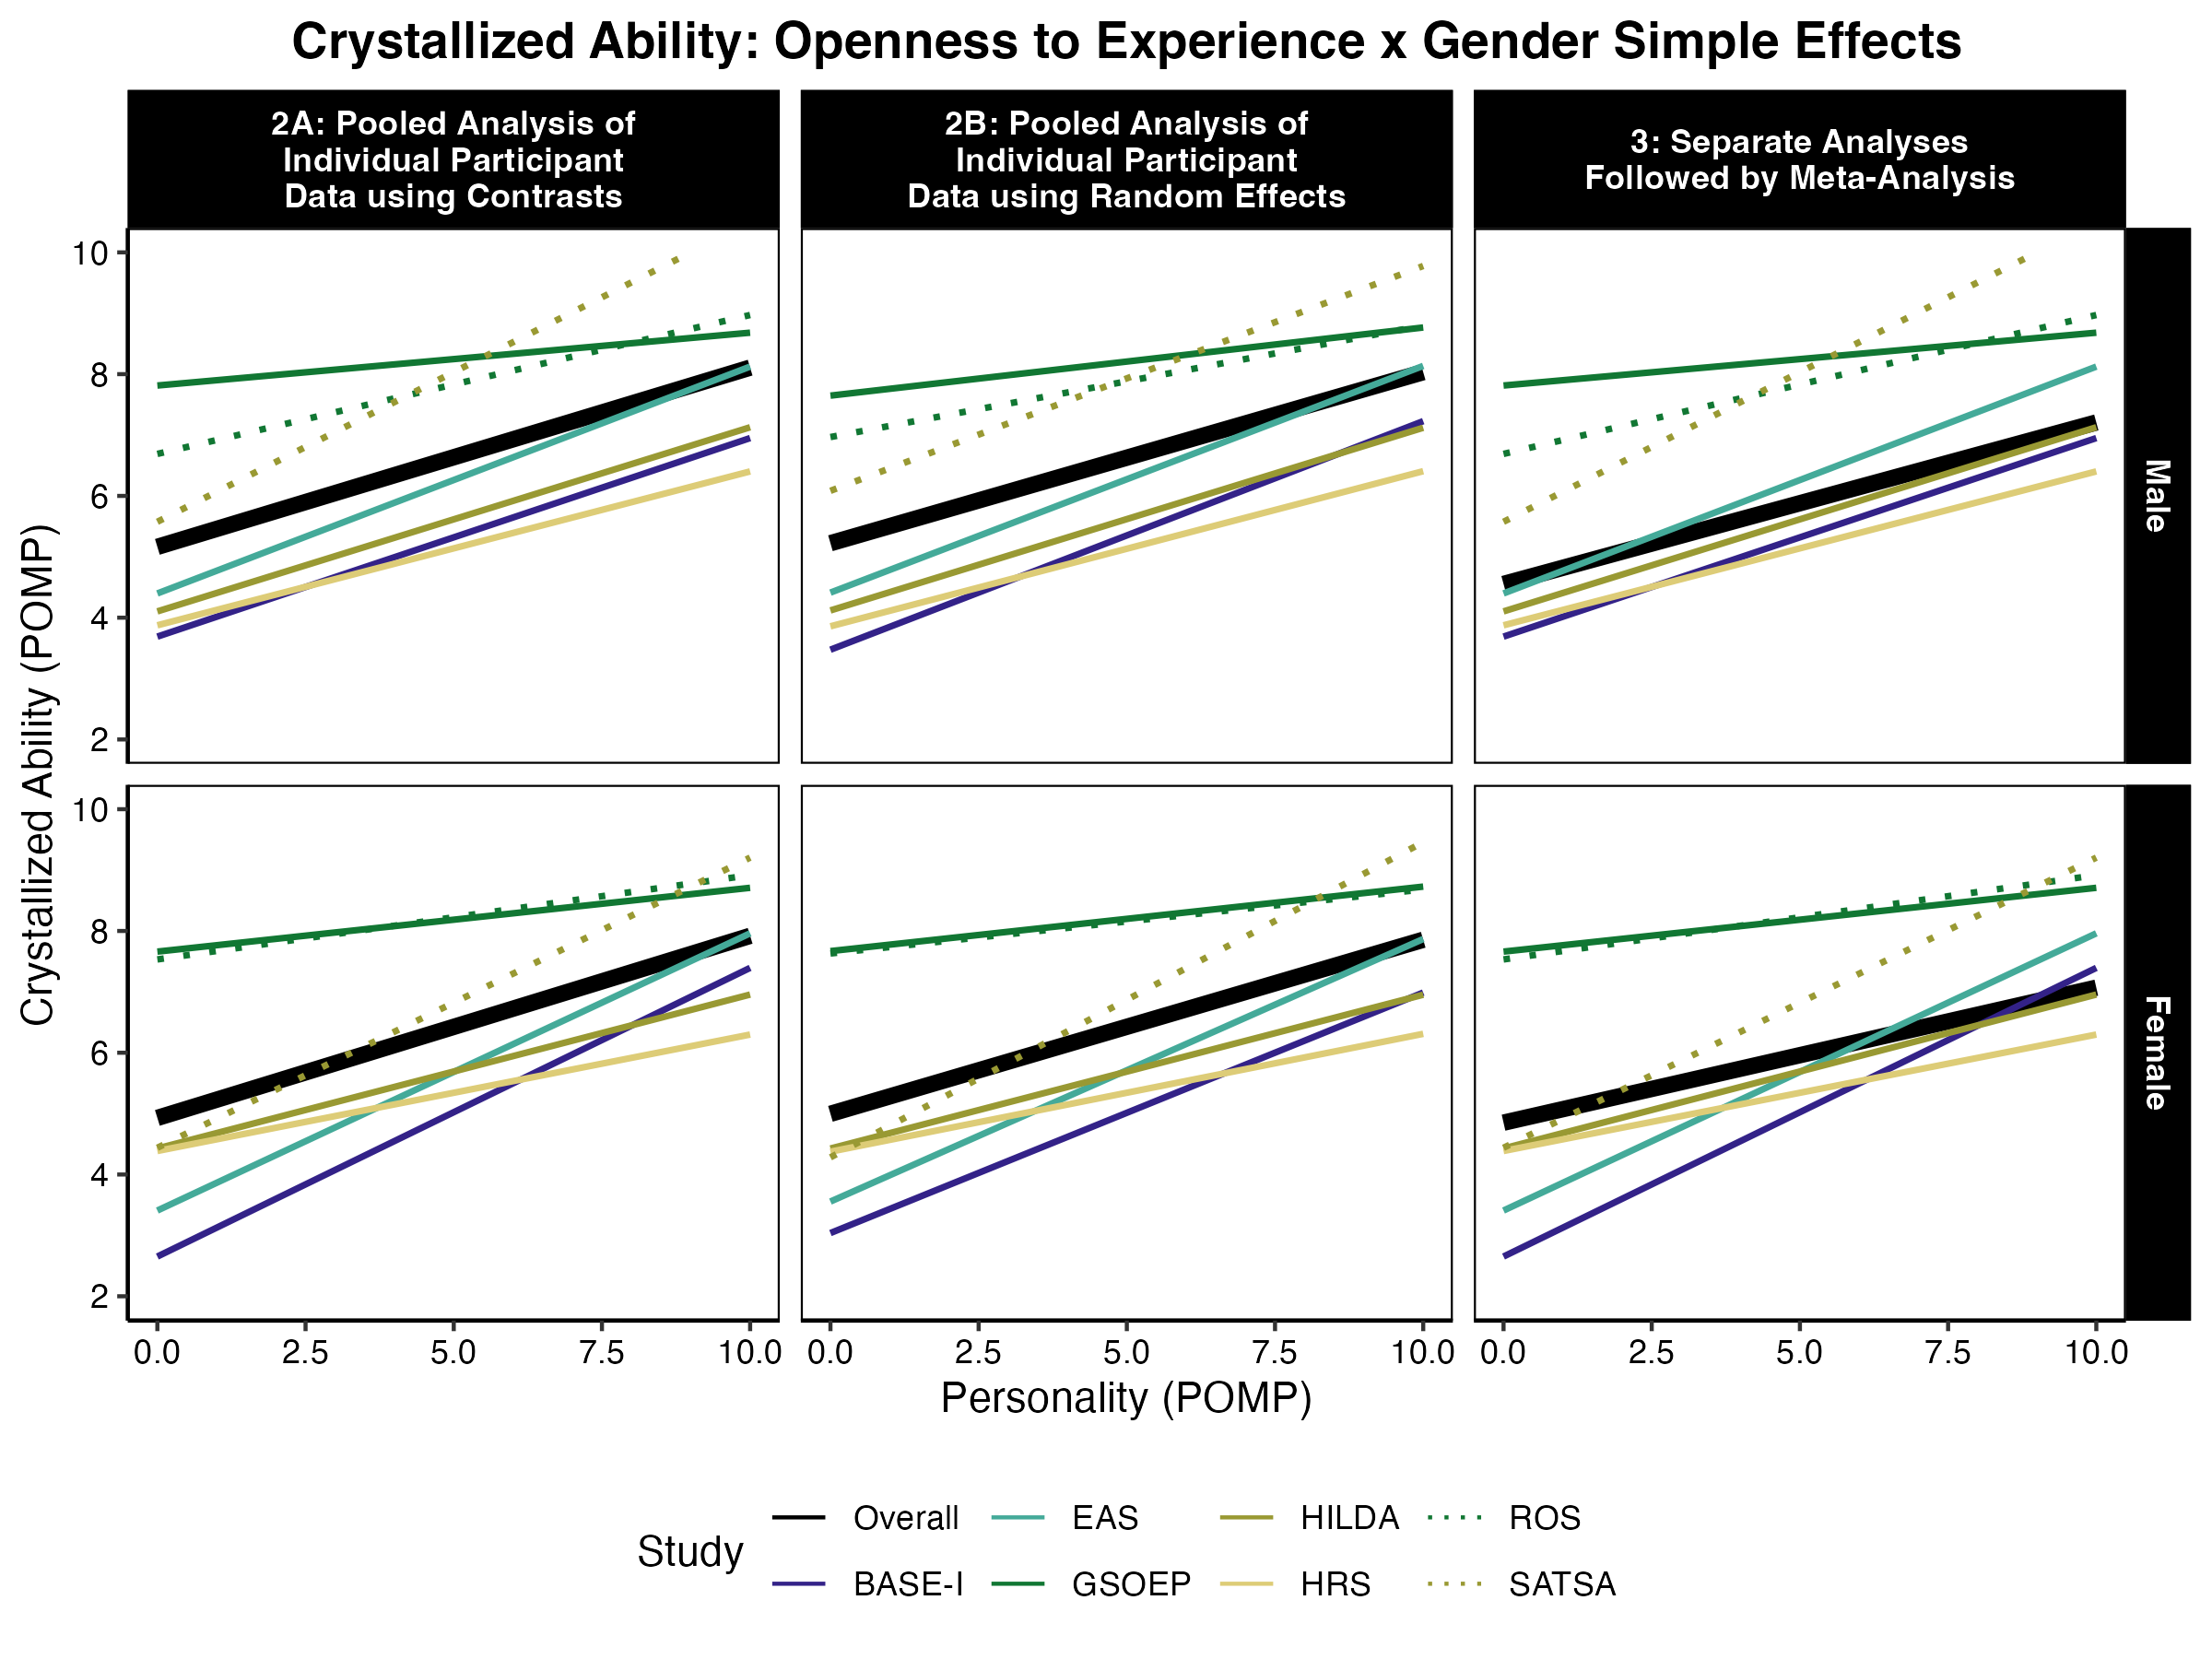 Crystallized Ability: Openness to Experience x Gender Simple Effects
2A: Pooled Analysis of
Individual Participant
Data using Contrasts
2B: Pooled Analysis of
Individual Participant
Data using Random Effects
3: Separate Analyses
Followed by Meta-Analysis
Crystallized Ability (POMP)
10
8
6
4
2
Male
10
8
6
4
2
Female
0.0 2.5 5.0 7.5 10.0
0.0 2.5 5.0 7.5 10.0
0.0 2.5 5.0 7.5 10.0
Personality (POMP)
Study
Overall EAS HILDA ROS
BASE-I GSOEP HRS SATSA